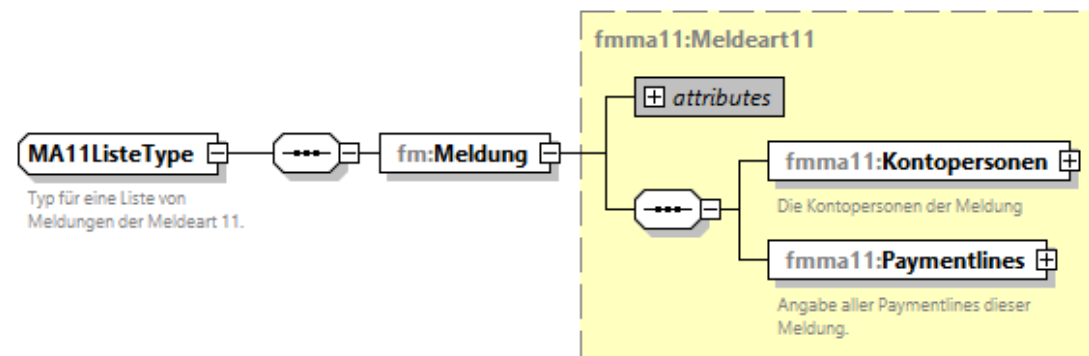 fmma11:Meldeart11
attributes
MA11ListeType
fm:Meldung
Typ für eine Liste von
Meldungen der Meldeart 11.
fmma11:Kontopersonen
Die Kontopersonen der Meldung
fmma11:Paymentlines
Angabe aller Paymentlines dieser
Meldung.